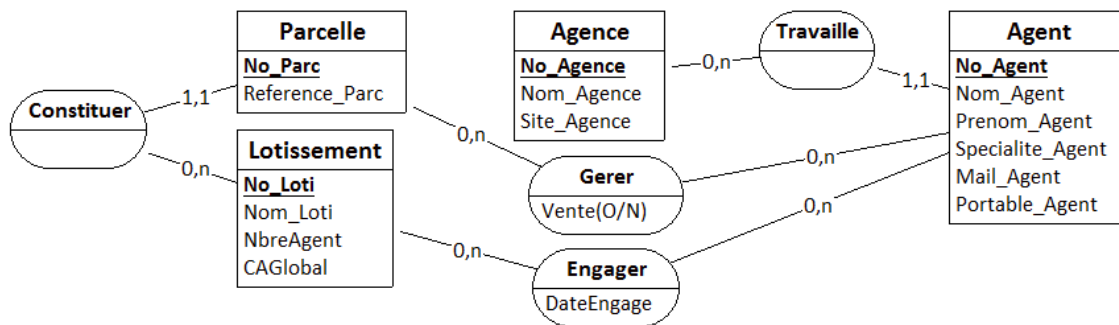 Parcelle
No_Parc
Reference_Parc
Agence
No_Agence
Nom_Agence
Site_Agence
Travaille
Agent
No_Agent
Nom_Agent
Prenom_Agent
Specialite_Agent
Mail_Agent
Portable_Agent
0,n
1,1
Constituer
1,1
0,n
Lotissement
No_Loti
Nom_Loti
NbreAgent
CAGlobal
0,n
Gerer
Vente(O/N)
0,n
0,n
Engager
DateEngage
0,n